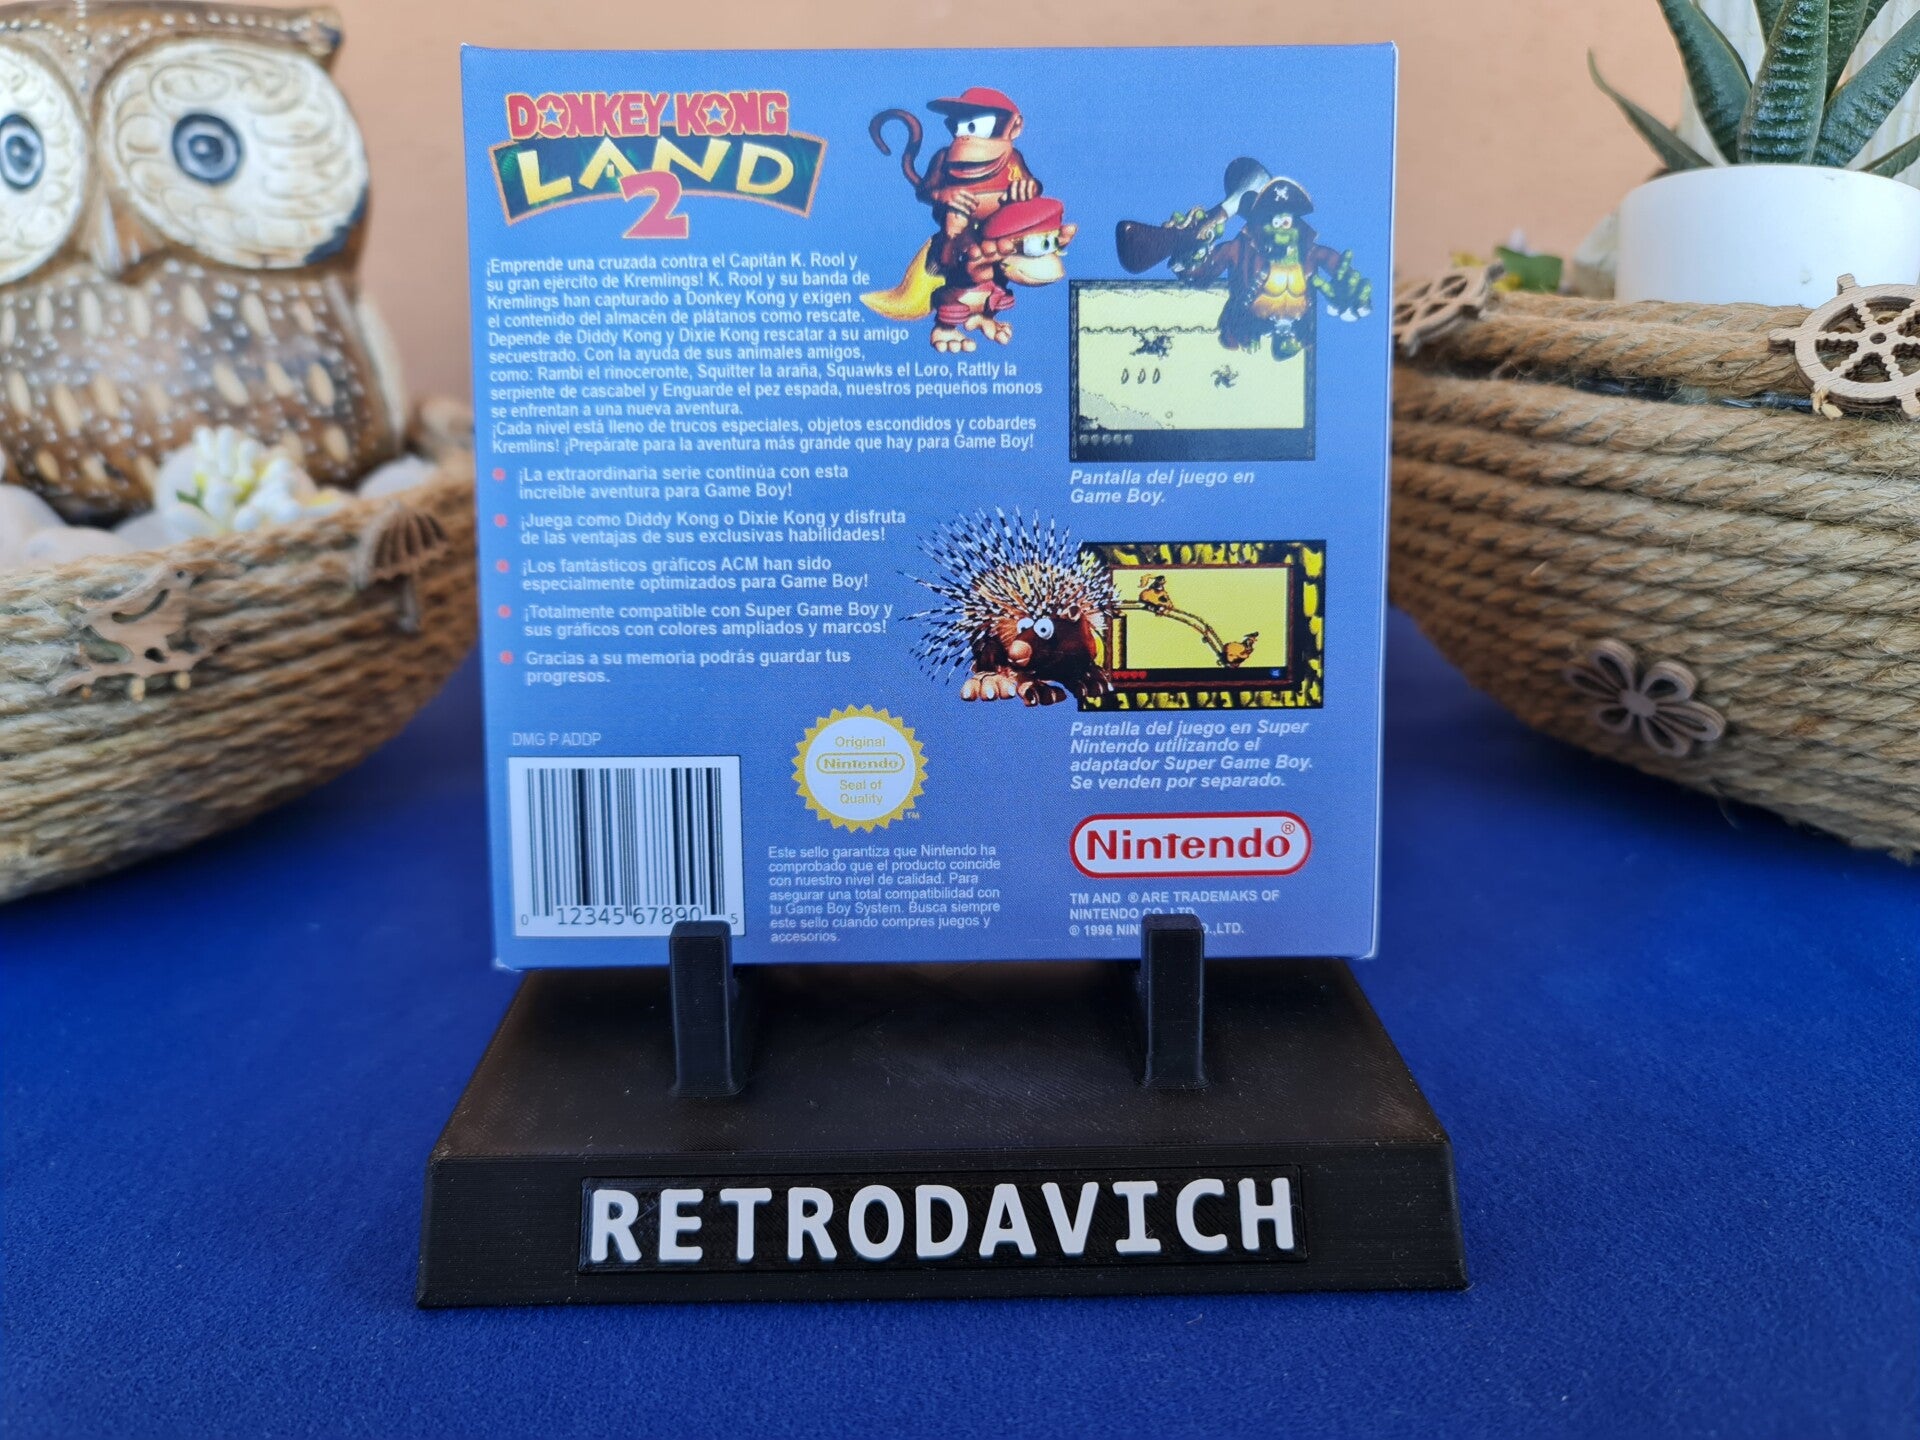 DONKEY KONG
LAND
2
¡Emprende una cruzada contra el Capitán K. Rool y
su gran ejército de Kremlings! K. Rool y su banda de
Kremlings han capturado a Donkey Kong y exigen
el contenido del almacén de plátanos como rescate.
Depende de Diddy Kong y Dixie Kong rescatar a su amigo
secuestrado. Con la ayuda de sus animales amigos,
como: Rambi el rinoceronte, Squitter la araña, Squawks el Loro, Rattly la
serpiente de cascabel y Enguarde el pez espada, nuestros pequeños monos
se enfrentan a una nueva aventura.
¡Cada nivel está lleno de trucos especiales, objetos escondidos y cobardes
Kremlins! ¡Prepárate para la aventura más grande que hay para Game Boy!
¡La extraordinaria serie continúa con esta
increíble aventura para Game Boy!
¡Juega como Diddy Kong o Dixie Kong y disfruta
de las ventajas de sus exclusivas habilidades!
¡Los fantásticos gráficos ACM han sido
especialmente optimizados para Game Boy!
¡Totalmente compatible con Super Game Boy y
sus gráficos con colores ampliados y marcos!
Gracias a su memoria podrás guardar tus
progresos.
Pantalla del juego en
Game Boy.
Pantalla del juego en Super
Nintendo utilizando el
adaptador Super Game Boy.
Se venden por separado.
DMG P ADDP
0 12345 67890 5
Original
Nintendo
Seal of
Quality
TM
Este sello garantiza que Nintendo ha
comprobado que el producto coincide
con nuestro nivel de calidad. Para
asegurar una total compatibilidad con
tu Game Boy System. Busca siempre
este sello cuando compres juegos y
accesorios.
Nintendo®
TM AND ® ARE TRADEMAKS OF
NINTENDO CO.,LTD.
© 1996 NIN O.,LTD.
RETRODAVICH